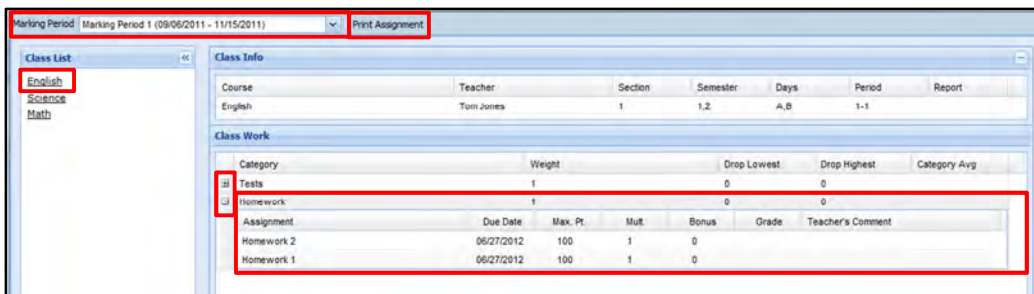 Marking Period Marking Period 1 (09/06/2011 - 11/15/2011) Print Assignment
Class List
English
Science
Math
Class Info
Course Teacher Section Semester Days Period Report
English Tom Jones 1 1,2 A,B 1-1
Class Work
Category Weight Drop Lowest Drop Highest Category Avg
Tests 1 0 0
Homework 1 0 0
Assignment Due Date Max. Pt. Mult. Bonus Grade Teacher's Comment
Homework 2 06/27/2012 100 1 0
Homework 1 06/27/2012 100 1 0